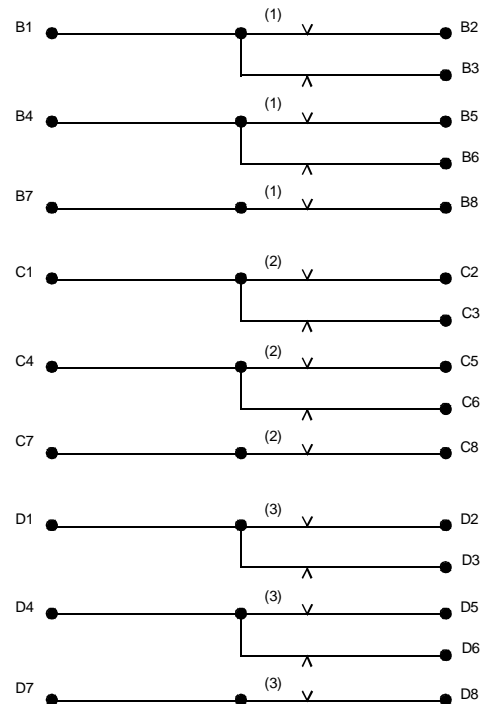 B1 (1) B2
B3
B4 (1) B5
B6
B7 (1) B8
C1 (2) C2
C3
C4 (2) C5
C6
C7 (2) C8
D1 (3) D2
D3
D4 (3) D5
D6
D7 (3) D8